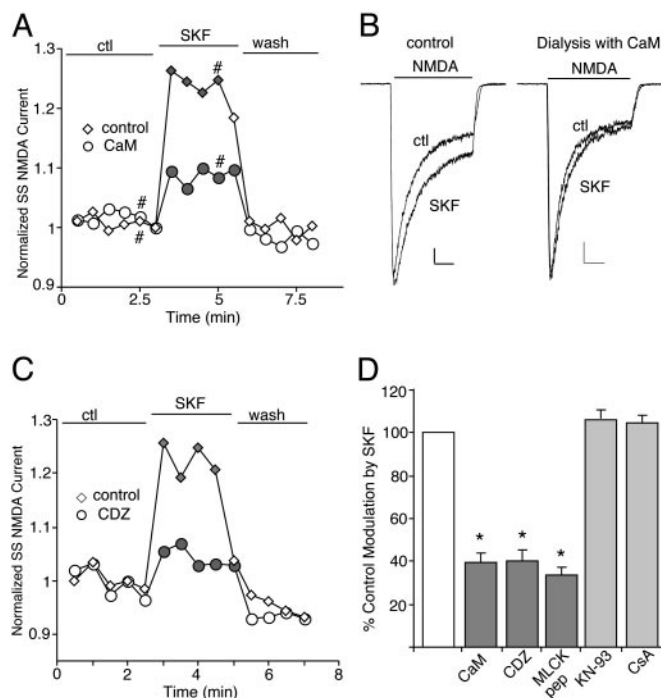 A
ctl
SKF
wash
1.3
1.2
1.1
1
0.9
Normalized SS NMDA Current
#
#
#
#
control
CaM
0
2.5
5
7.5
Time (min)
B
control
Dialysis with CaM
NMDA
NMDA
ctl
ctl
SKF
SKF
C
ctl
SKF
wash
1.3
1.2
1.1
1
0.9
Normalized SS NMDA Current
control
CDZ
0
2
4
6
8
Time (min)
D
120
100
80
60
40
20
% Control Modulation by SKF
*
*
*
CaM
CDZ
MLCK
pep
KN-93
CsA